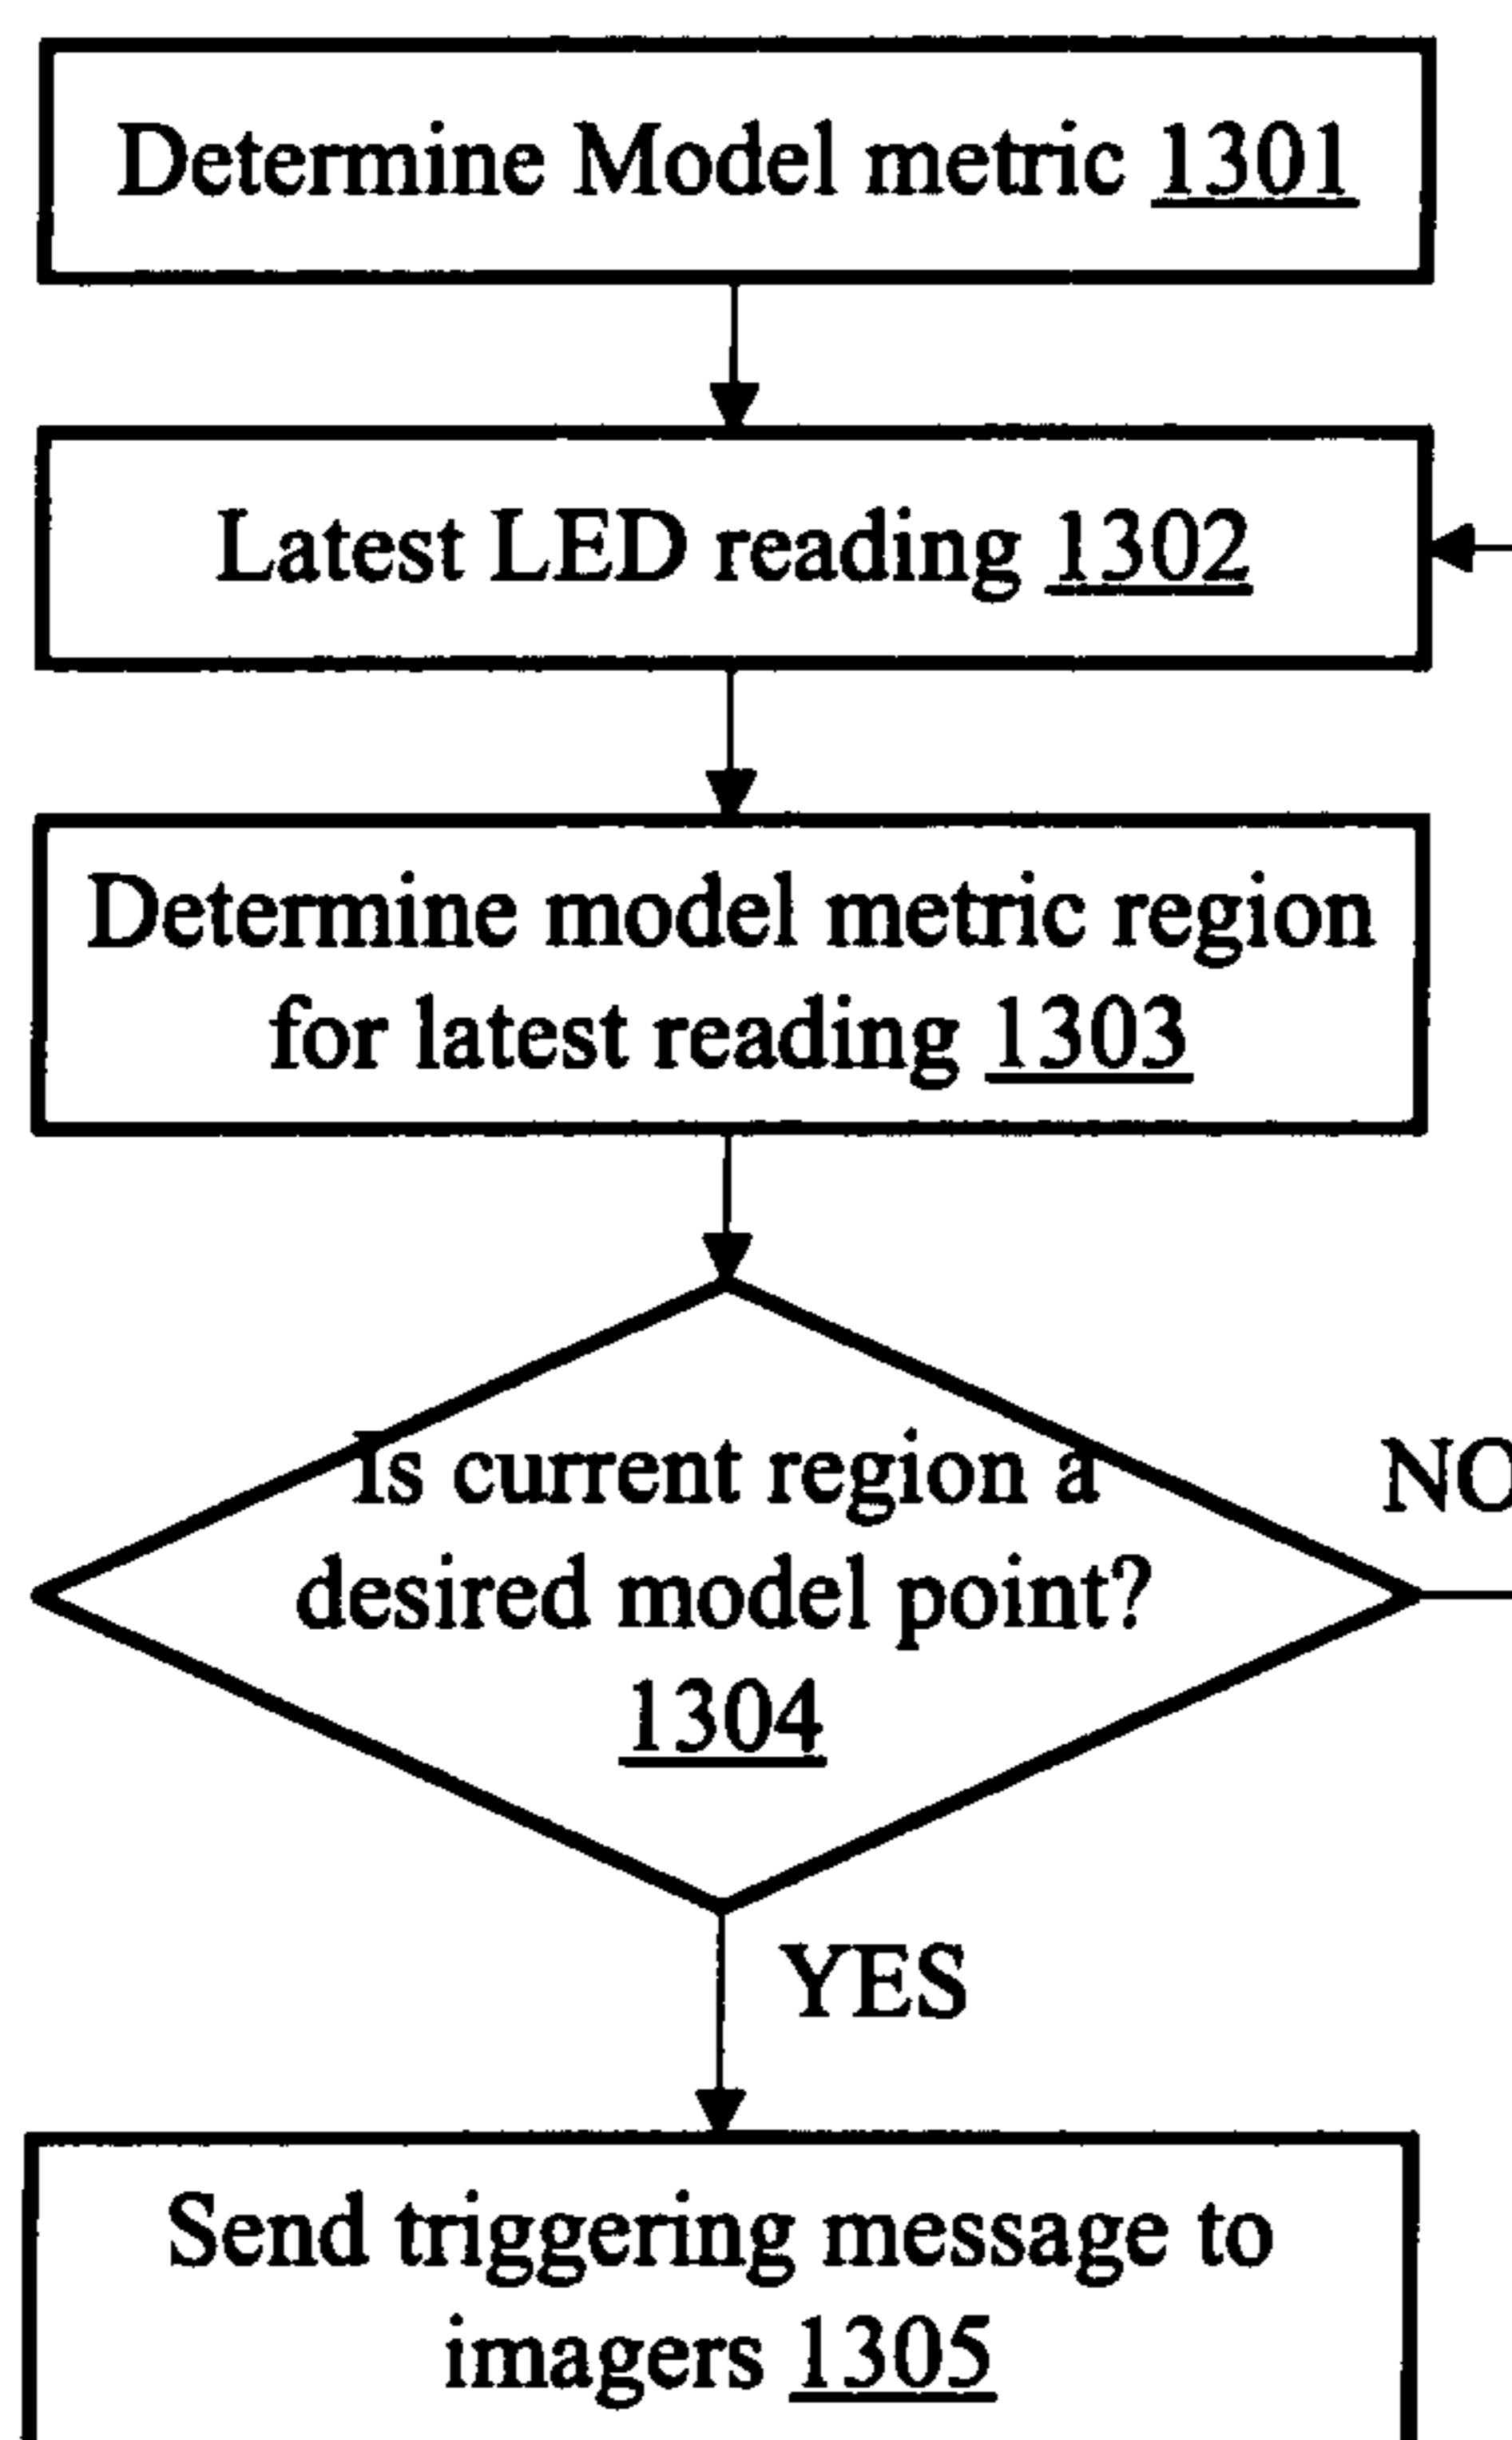 Determine Model metric 1301
Latest LED reading 1302
Determine model metric region
for latest reading 1303
Is current region a
desired model point?
1304
NO
YES
Send triggering message to
imagers 1305